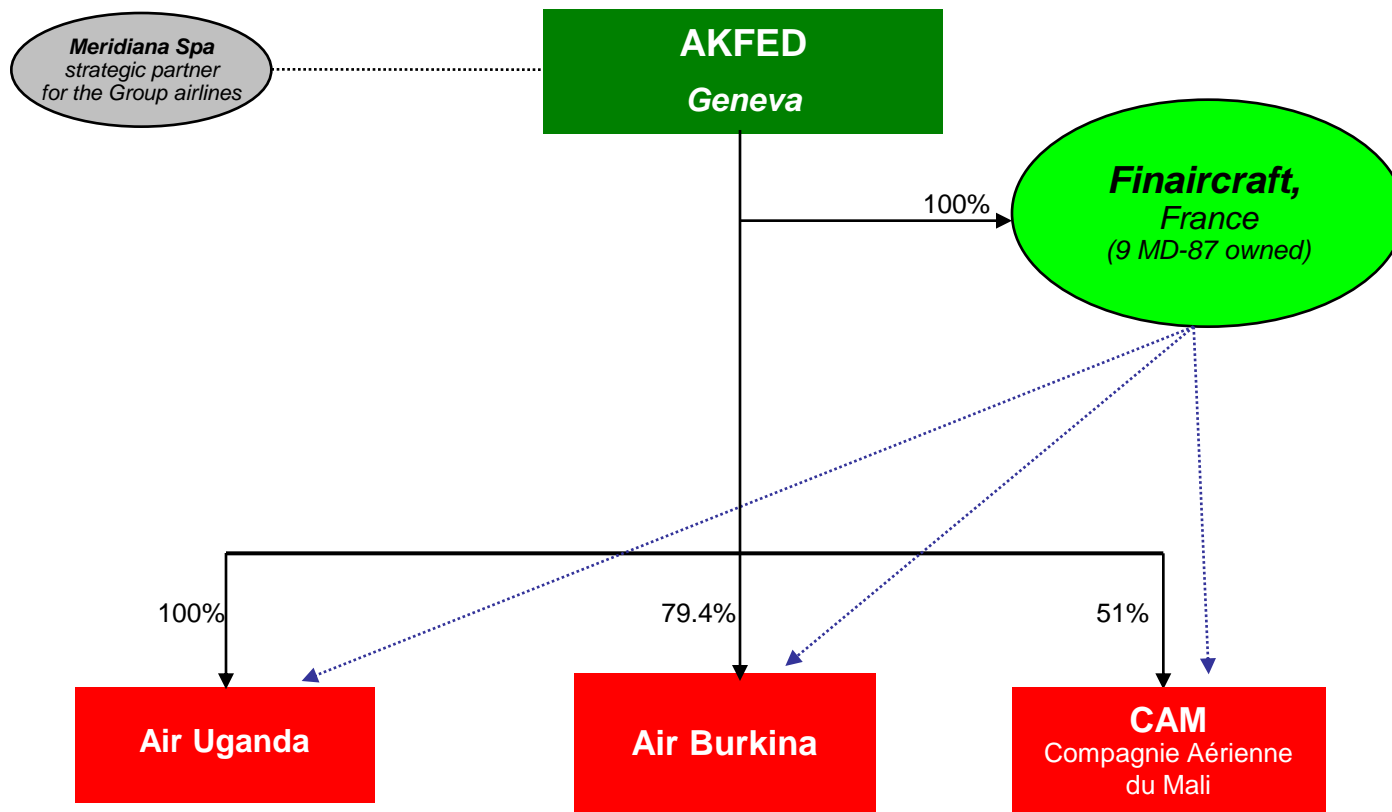 Meridiana Spa
strategic partner
for the Group airlines
AKFED
Geneva
Finaircraft,
France
(9 MD-87 owned)
100%
100%
79.4%
51%
Air Uganda
Air Burkina
CAM
Compagnie Aérienne
du Mali